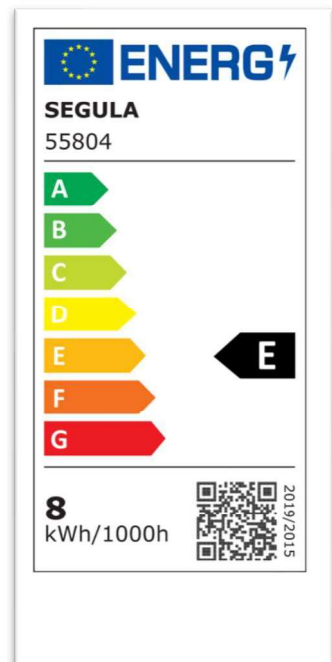 ENERG
SEGULA
55804
A
B
C
D
E
E
F
G
8
kWh/1000h
2019/2015